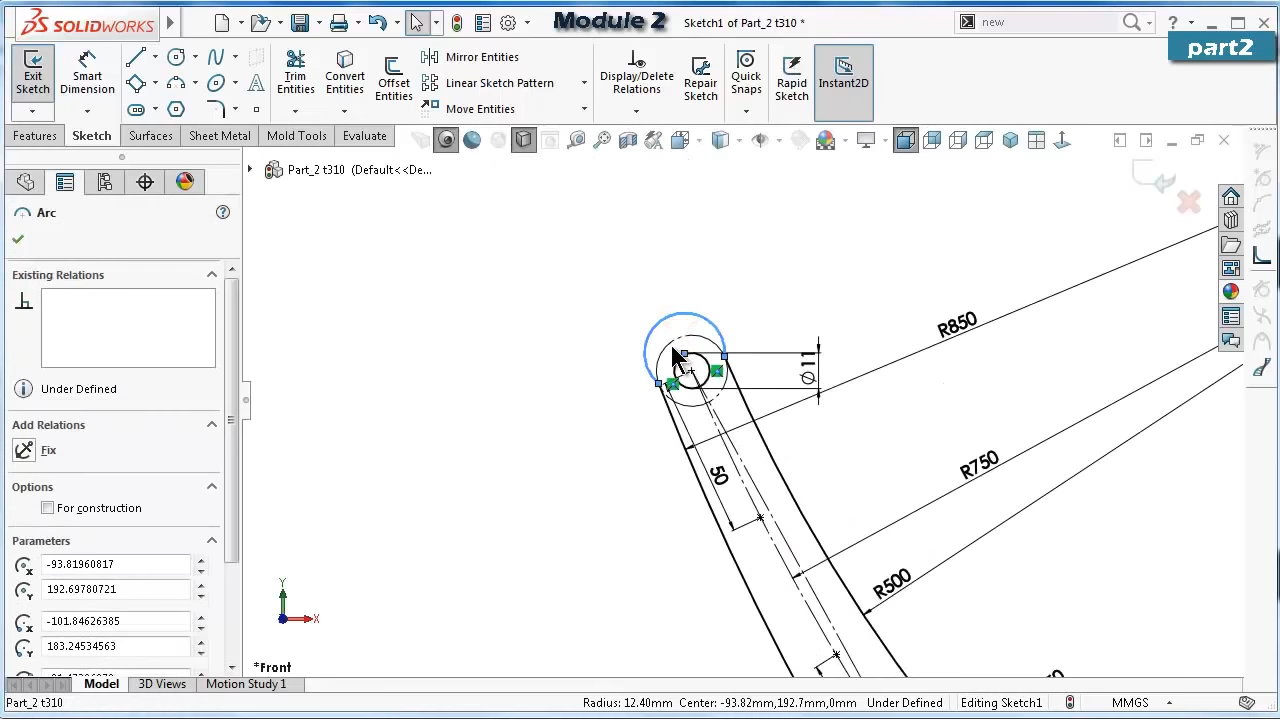 SOLIDWORKS
Module 2
Sketch1 of Part_2 t310 *
new
?
part2
Exit Sketch
Smart Dimension
Trim Entities
Convert Entities
Offset Entities
Mirror Entities
Linear Sketch Pattern
Move Entities
Display/Delete Relations
Repair Sketch
Quick Snaps
Rapid Sketch
Instant2D
Features
Sketch
Surfaces
Sheet Metal
Mold Tools
Evaluate
Part_2 t310 (Default<<De...
Arc
Existing Relations
Under Defined
Add Relations
Fix
Options
For construction
Parameters
-93.81960817
192.69780721
-101.84626385
183.24534563
R850
Ø11
R750
50
R500
Y
X
*Front
Model
3D Views
Motion Study 1
Part_2 t310
Radius: 12.40mm Center: -93.82mm,192.7mm,0mm
Under Defined
Editing Sketch1
MMGS